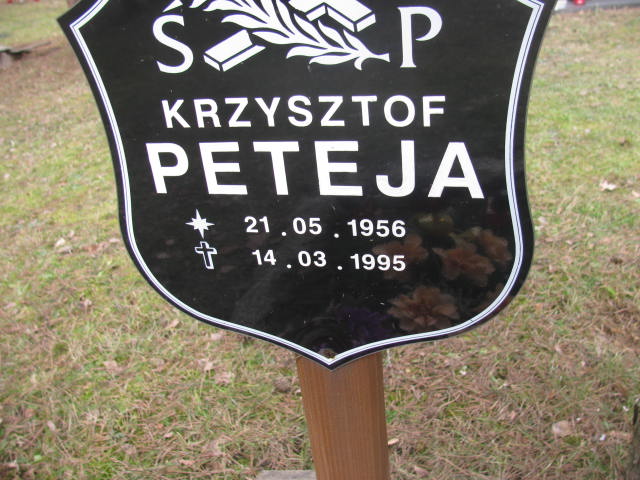 S P
KRZYSZTOF
PETEJA
21.05.1956
14.03.1995